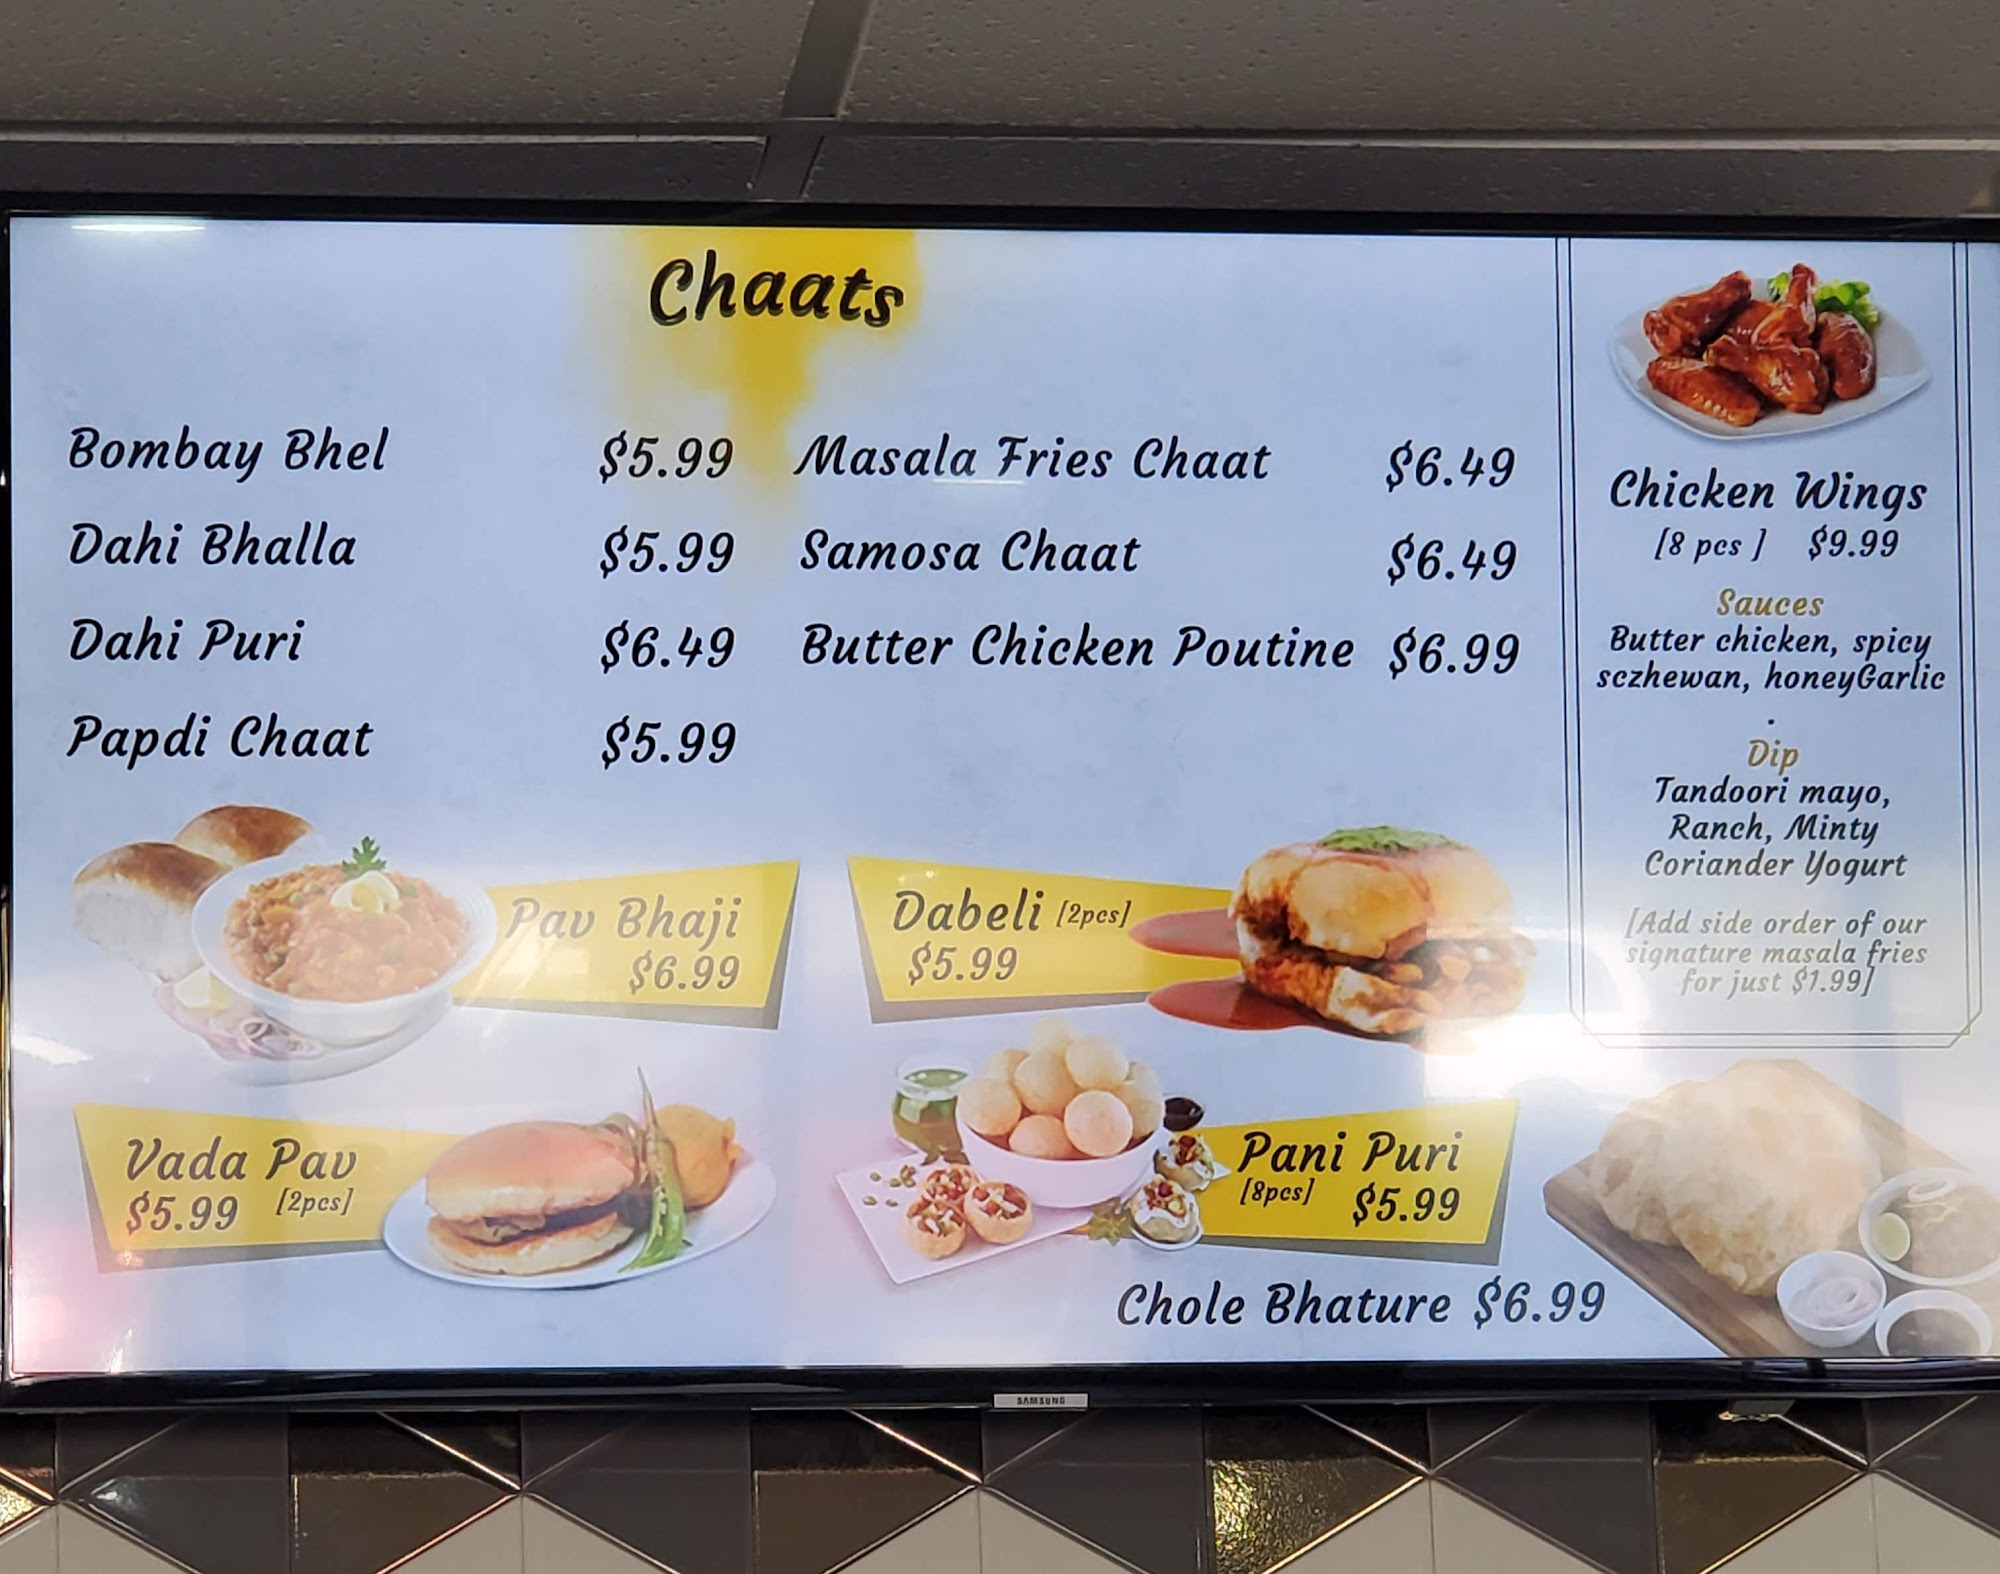 Chaats
Bombay Bhel $5.99
Dahi Bhalla $5.99
Dahi Puri $6.49
Papdi Chaat $5.99
Masala Fries Chaat $6.49
Samosa Chaat $6.49
Butter Chicken Poutine $6.99
Pav Bhaji
$6.99
Dabeli [2pcs]
$5.99
Vada Pav
$5.99 [2pcs]
Pani Puri
[8pcs] $5.99
Chole Bhature $6.99
Chicken Wings
[8 pcs ] $9.99
Sauces
Butter chicken, spicy
sczhewan, honeyGarlic
.
Dip
Tandoori mayo,
Ranch, Minty
Coriander Yogurt
[Add side order of our
signature masala fries
for just $1.99]
SAMSUNG